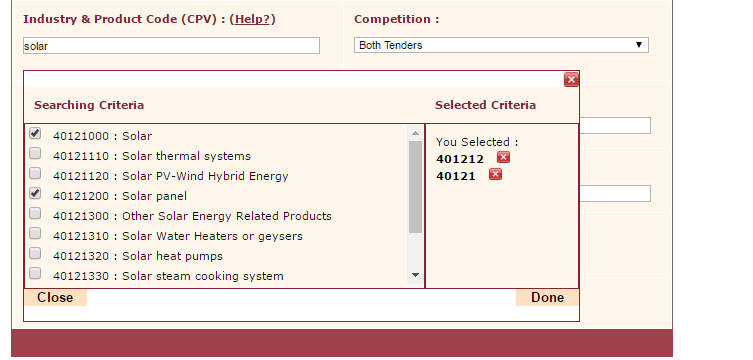 Industry & Product Code (CPV) : (Help?)
Competition :
solar
Both Tenders
Searching Criteria
Selected Criteria
40121000 : Solar
40121110 : Solar thermal systems
40121120 : Solar PV-Wind Hybrid Energy
40121200 : Solar panel
40121300 : Other Solar Energy Related Products
40121310 : Solar Water Heaters or geysers
40121320 : Solar heat pumps
40121330 : Solar steam cooking system
You Selected :
401212
40121
Close
Done